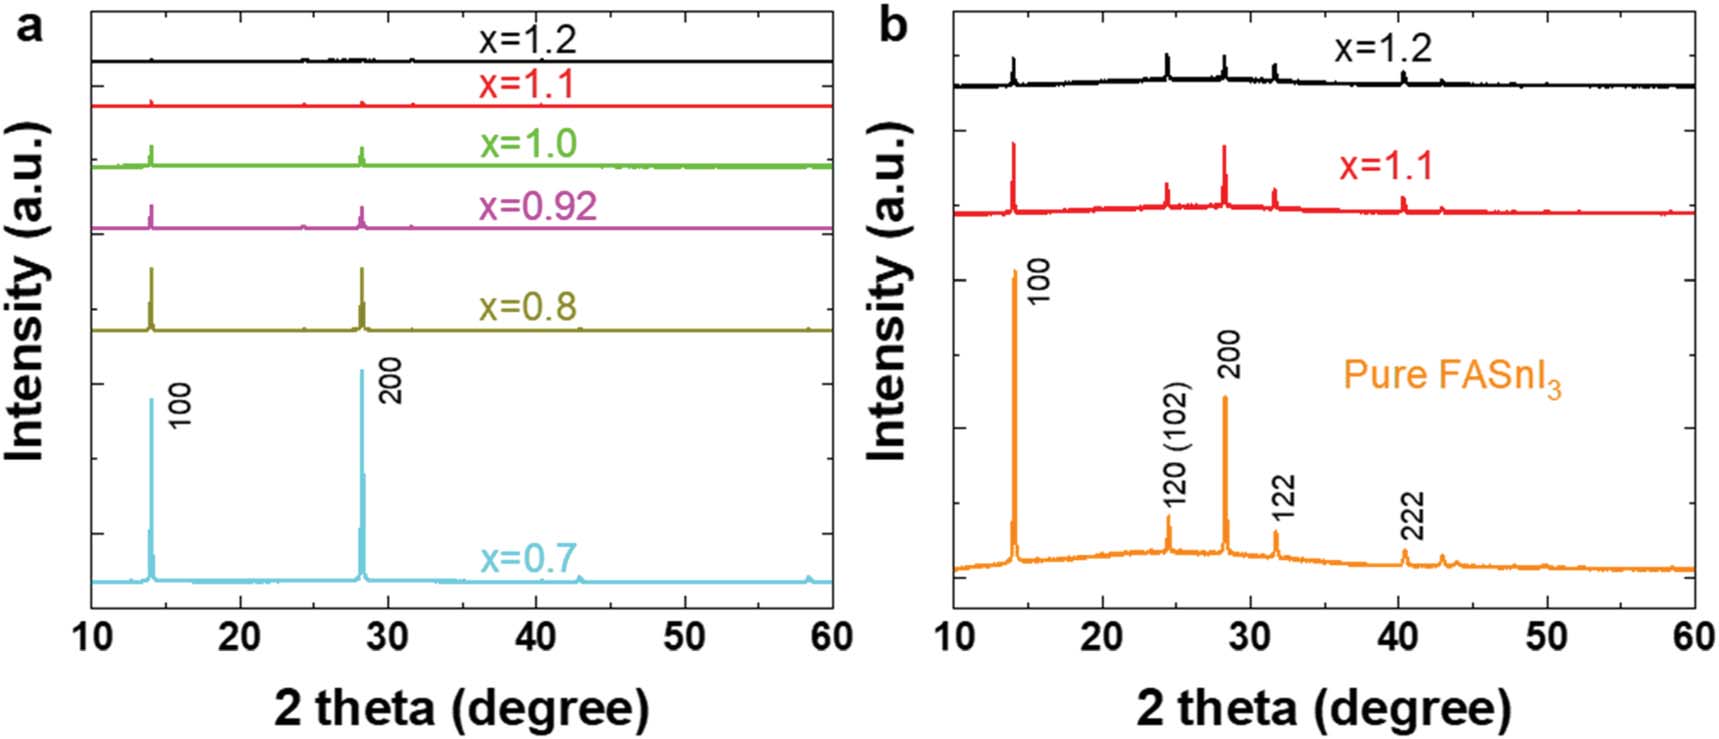 a
x=1.2
x=1.1
x=1.0
x=0.92
x=0.8
100
200
x=0.7
Intensity (a.u.)
10 20 30 40 50 60
2 theta (degree)
b
x=1.2
x=1.1
100
200
Pure FASnI₃
120 (102)
122
222
Intensity (a.u.)
10 20 30 40 50 60
2 theta (degree)